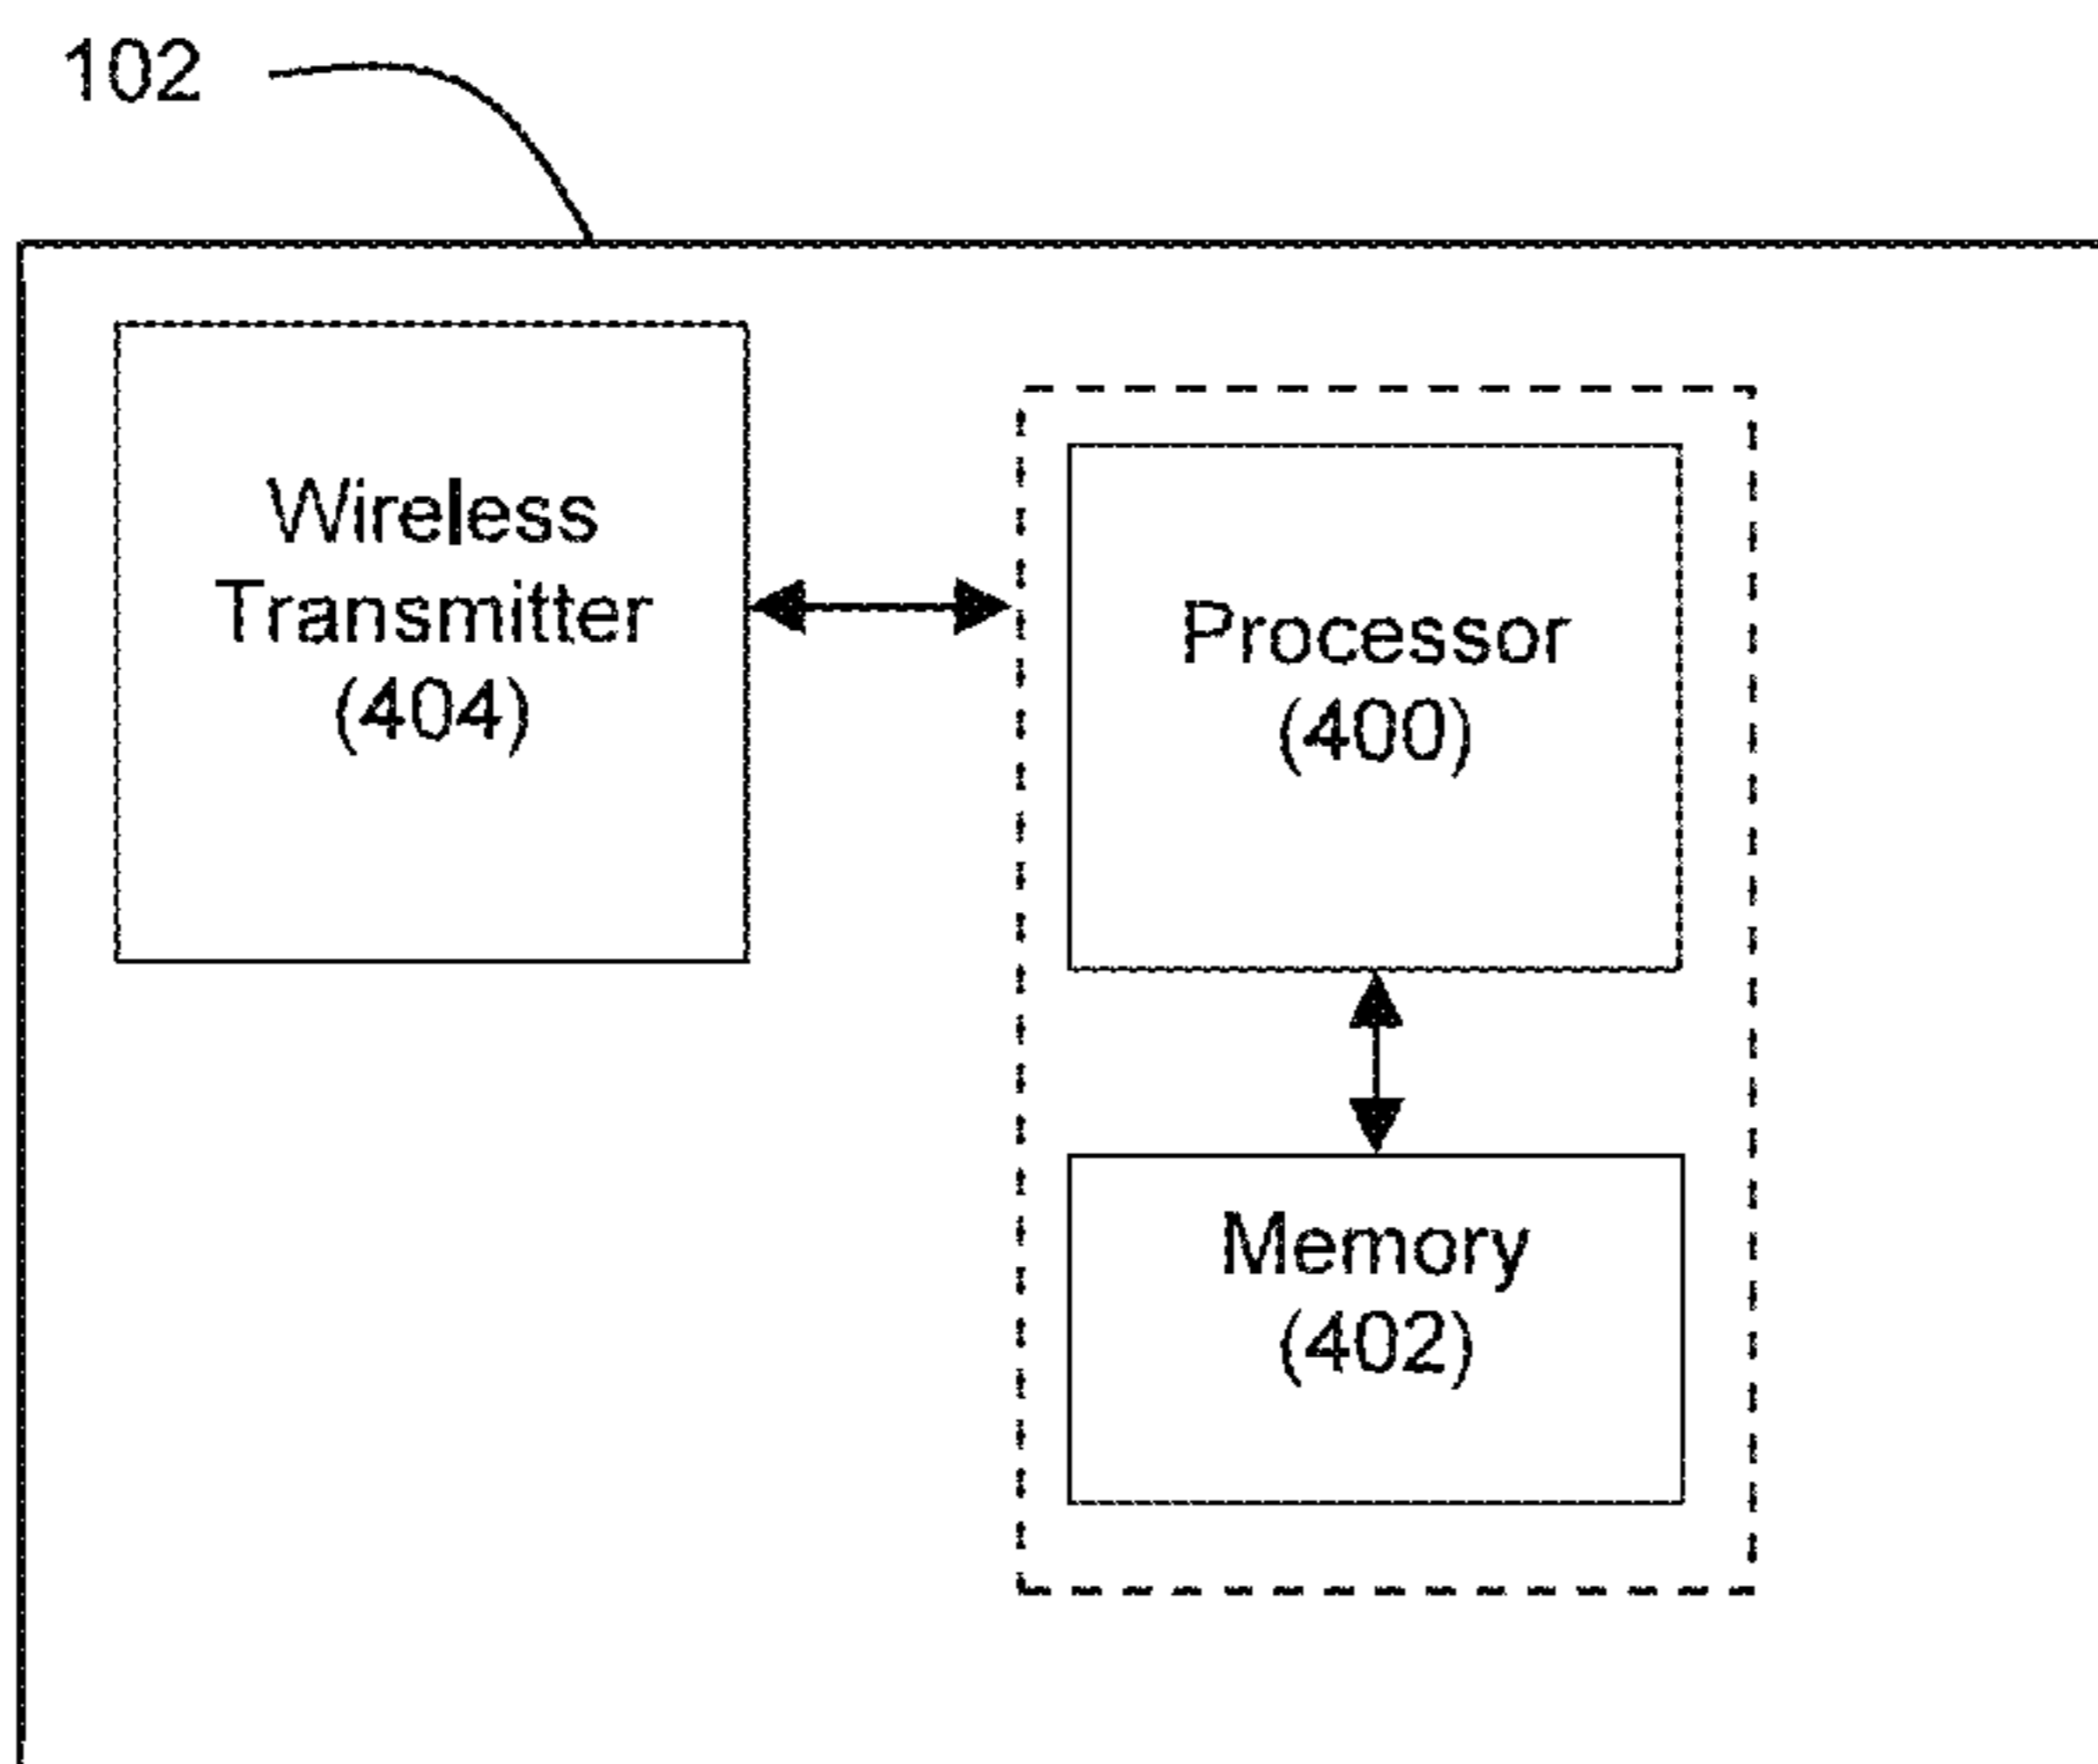 102
Wireless
Transmitter
(404)
Processor
(400)
Memory
(402)